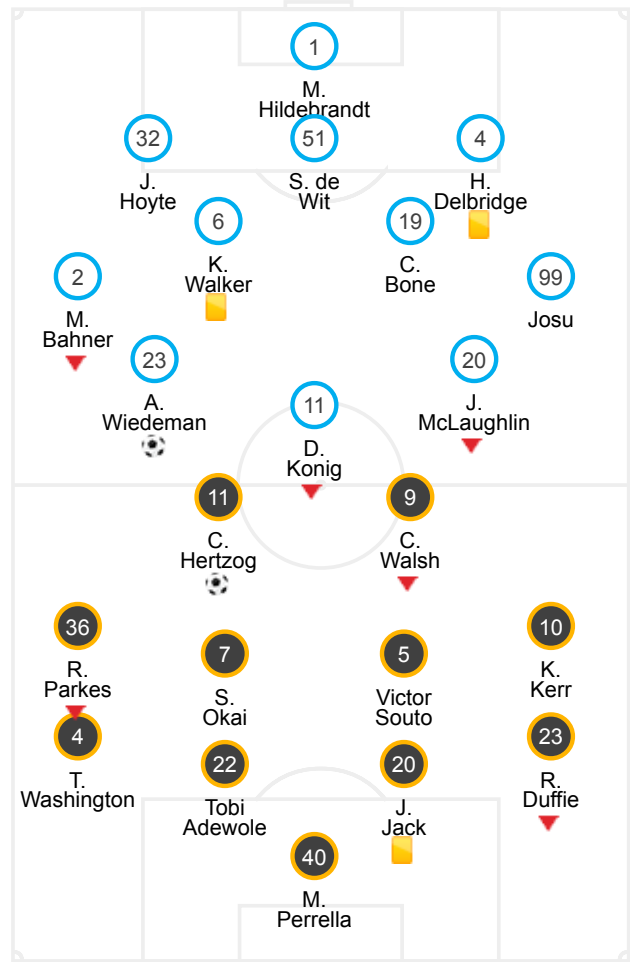 1
M.
Hildebrandt
32
51
4
J.
Hoyte
S. de
Wit
H.
Delbridge
6
19
K.
Walker
C.
Bone
2
99
M.
Bahner
Josu
23
20
A.
Wiedeman
J.
McLaughlin
11
D.
Konig
11
9
C.
Hertzog
C.
Walsh
36
10
7
5
R.
Parkes
K.
Kerr
S.
Okai
Victor
Souto
4
23
22
20
T.
Washington
R.
Duffie
Tobi
Adewole
J.
Jack
40
M.
Perrella